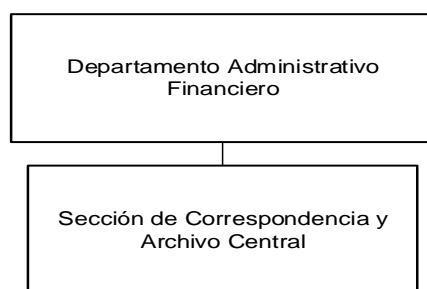 Departamento Administrativo
Financiero
Sección de Correspondencia y
Archivo Central